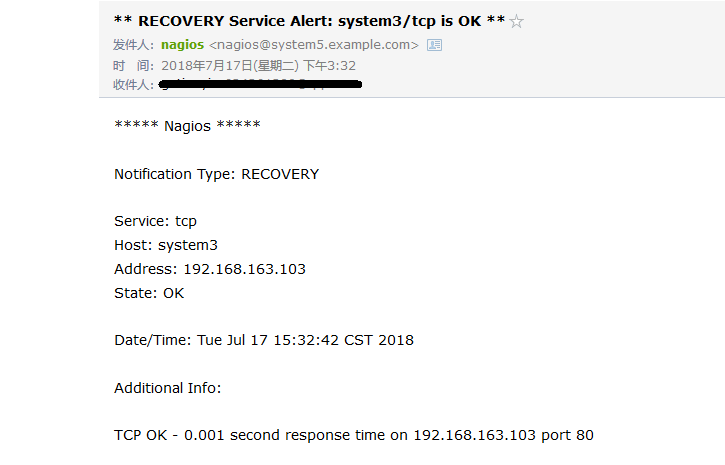 ** RECOVERY Service Alert: system3/tcp is OK **
发件人: nagios <nagios@system5.example.com>
时 间: 2018年7月17日(星期二) 下午3:32
收件人:
***** Nagios *****
Notification Type: RECOVERY
Service: tcp
Host: system3
Address: 192.168.163.103
State: OK
Date/Time: Tue Jul 17 15:32:42 CST 2018
Additional Info:
TCP OK - 0.001 second response time on 192.168.163.103 port 80